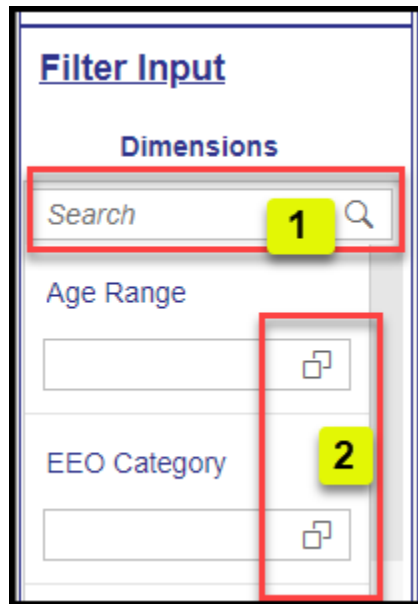 Filter Input
Dimensions
Search 1
Age Range
EEO Category 2